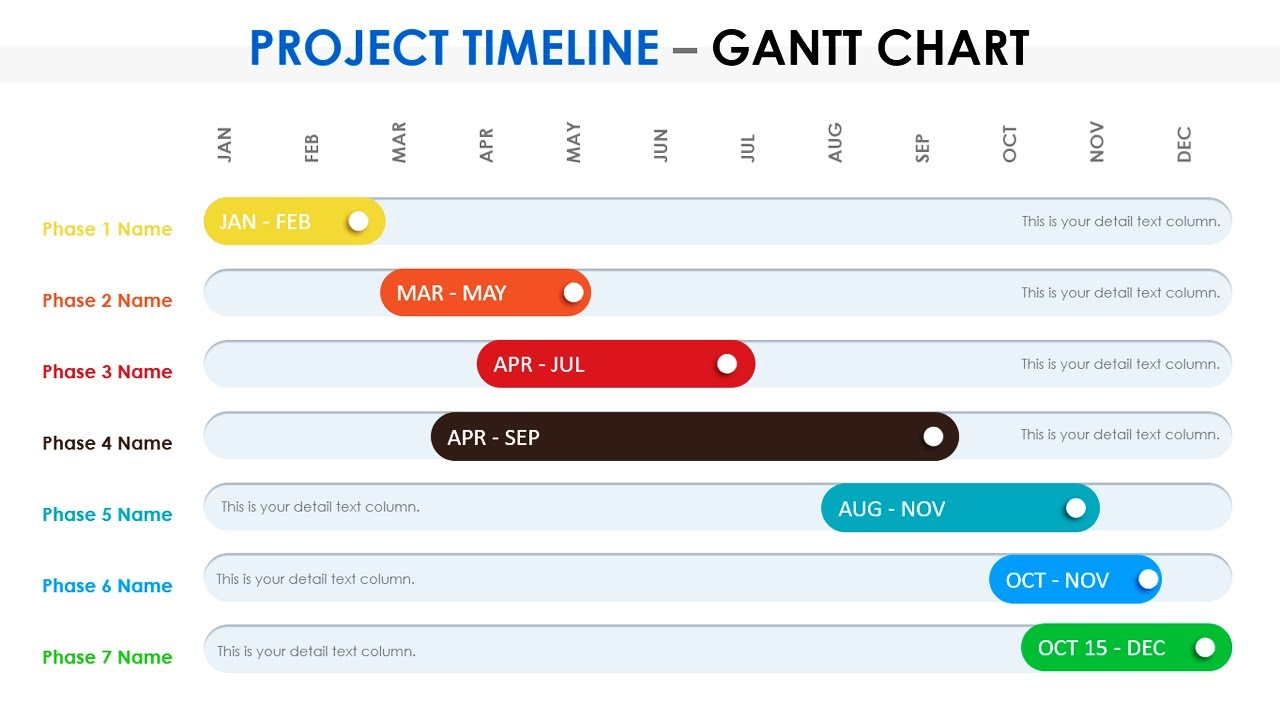 PROJECT TIMELINE – GANTT CHART
JAN FEB MAR APR MAY JUN JUL AUG SEP OCT NOV DEC
Phase 1 Name JAN - FEB This is your detail text column.
Phase 2 Name MAR - MAY This is your detail text column.
Phase 3 Name APR - JUL This is your detail text column.
Phase 4 Name APR - SEP This is your detail text column.
Phase 5 Name This is your detail text column. AUG - NOV
Phase 6 Name This is your detail text column. OCT - NOV
Phase 7 Name This is your detail text column. OCT 15 - DEC